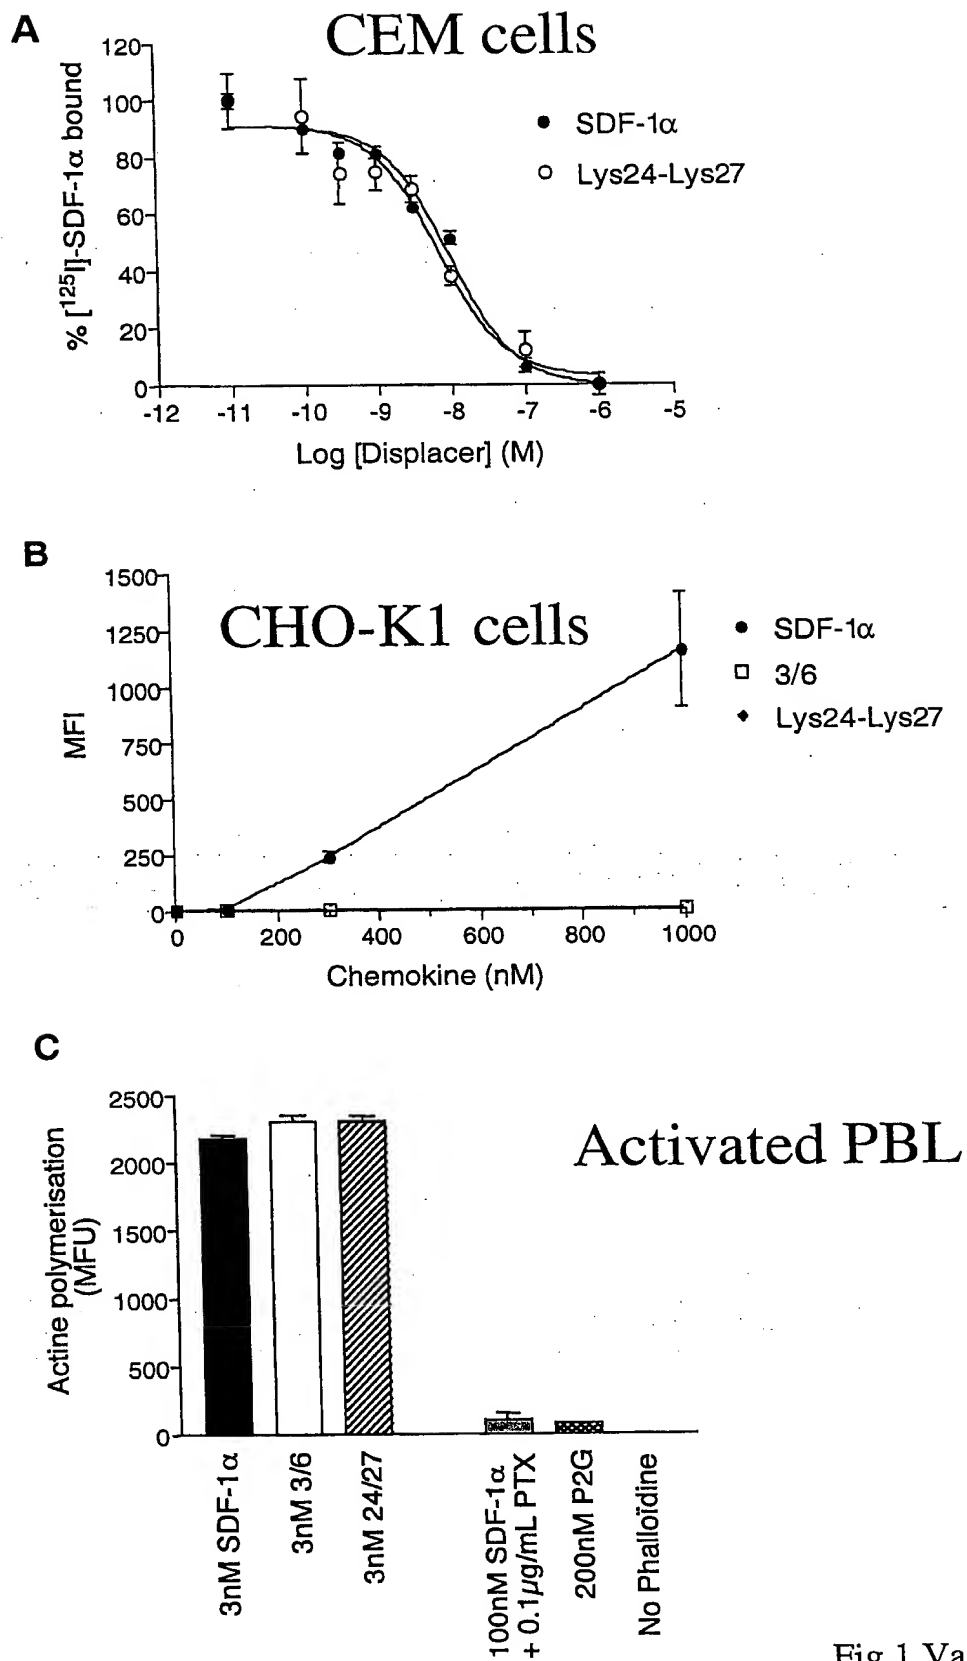 A
CEM cells
% [125I]-SDF-1α bound
120
100
80
60
40
20
0
-12 -11 -10 -9 -8 -7 -6 -5
Log [Displacer] (M)
SDF-1α
Lys24-Lys27
B
CHO-K1 cells
MFI
1500
1250
1000
750
500
250
0
0 200 400 600 800 1000
Chemokine (nM)
SDF-1α
3/6
Lys24-Lys27
C
Activated PBL
Actine polymerisation
(MFU)
2500
2000
1500
1000
500
0
3nM SDF-1α
3nM 3/6
3nM 24/27
100nM SDF-1α
+ 0.1µg/mL PTX
200nM P2G
No Phalloïdine
Fig 1 Va